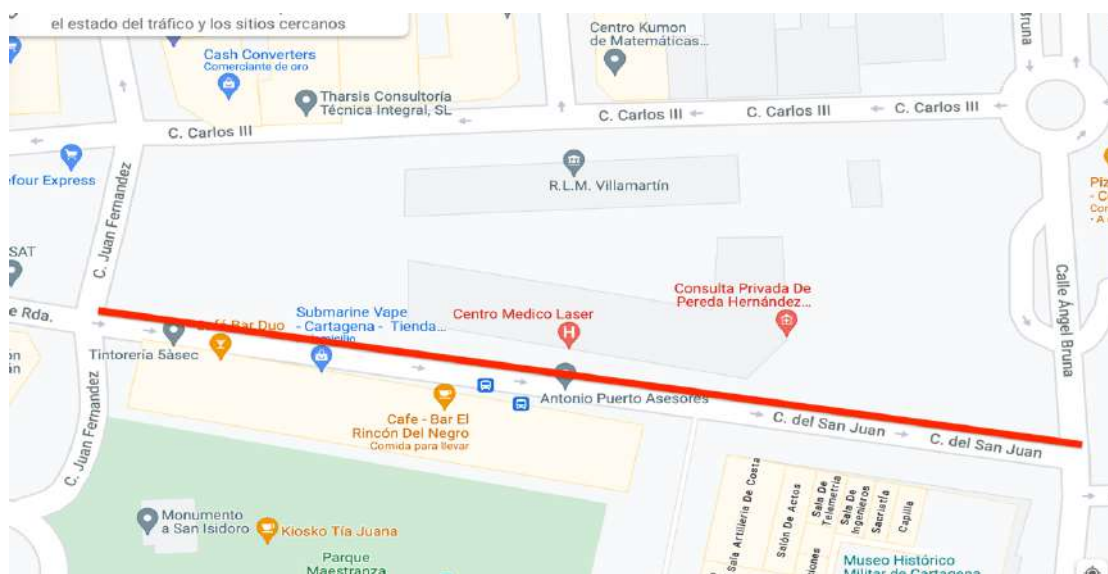 el estado del tráfico y los sitios cercanos
Cash Converters
Comerciante de oro
Tharsis Consultoría
Técnica Integral, SL
Centro Kumon
de Matemáticas...
Bruna
C. Carlos III
C. Carlos III
C. Carlos III
C. Carlos III
efour Express
C. Juan Fernandez
R.L.M. Villamartín
Piz
- C
Con
· A
SAT
e Rda.
Submarine Vape
- Cartagena - Tienda...
Café Bar Duo
Centro Medico Laser
Consulta Privada De
Pereda Hernández...
Calle Ángel Bruna
Tintorería 5àsec
Antonio Puerto Asesores
Cafe - Bar El
Rincón Del Negro
Comida para llevar
C. del San Juan
C. del San Juan
C. Juan Fernandez
Sala Artilleria De Costa
Salón De Actos
Sala De
Telemetría
Sala De
Ingenieros
Sacristía
Capilla
Monumento
a San Isidoro
Kiosko Tía Juana
Parque
Maestranza
Museo Histórico
Militar de Cartagena